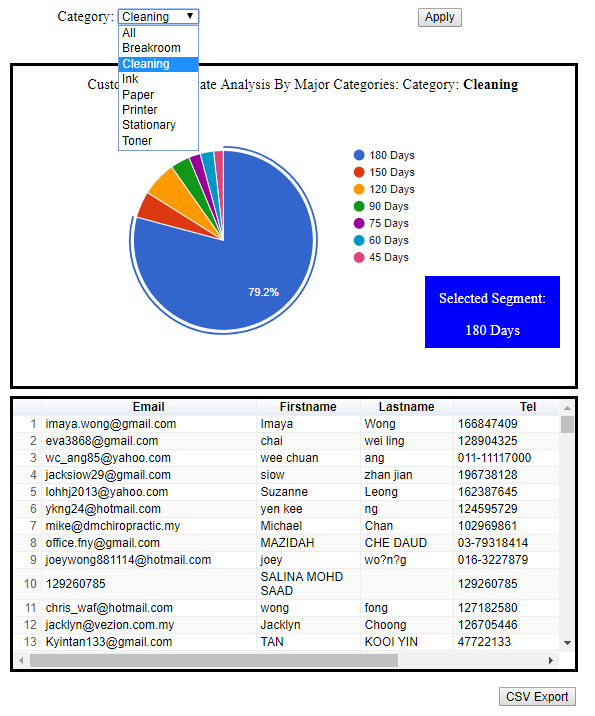 Category: Cleaning
Apply
All
Breakroom
Cleaning
Ink
Paper
Printer
Stationary
Toner
ate Analysis By Major Categories: Category: Cleaning
180 Days
150 Days
120 Days
90 Days
75 Days
60 Days
45 Days
79.2%
Selected Segment:
180 Days
Email Firstname Lastname Tel
1 imaya.wong@gmail.com Imaya Wong 166847409
2 eva3868@gmail.com chai wei ling 128904325
3 wc_ang85@yahoo.com wee chuan ang 011-11117000
4 jacksiow29@gmail.com siow zhan jian 196738128
5 lohhj2013@yahoo.com Suzanne Leong 162387645
6 ykng24@hotmail.com yen kee ng 124595729
7 mike@dmchiropractic.my Michael Chan 102969861
8 office.fny@gmail.com MAZIDAH CHE DAUD 03-79318414
9 joeywong881114@hotmail.com joey wo?n?g 016-3227879
10 129260785 SALINA MOHD SAAD 129260785
11 chris_waf@hotmail.com wong fong 127182580
12 jacklyn@vezion.com.my Jacklyn Choong 126705446
13 Kyintan133@gmail.com TAN KOOI YIN 47722133
CSV Export